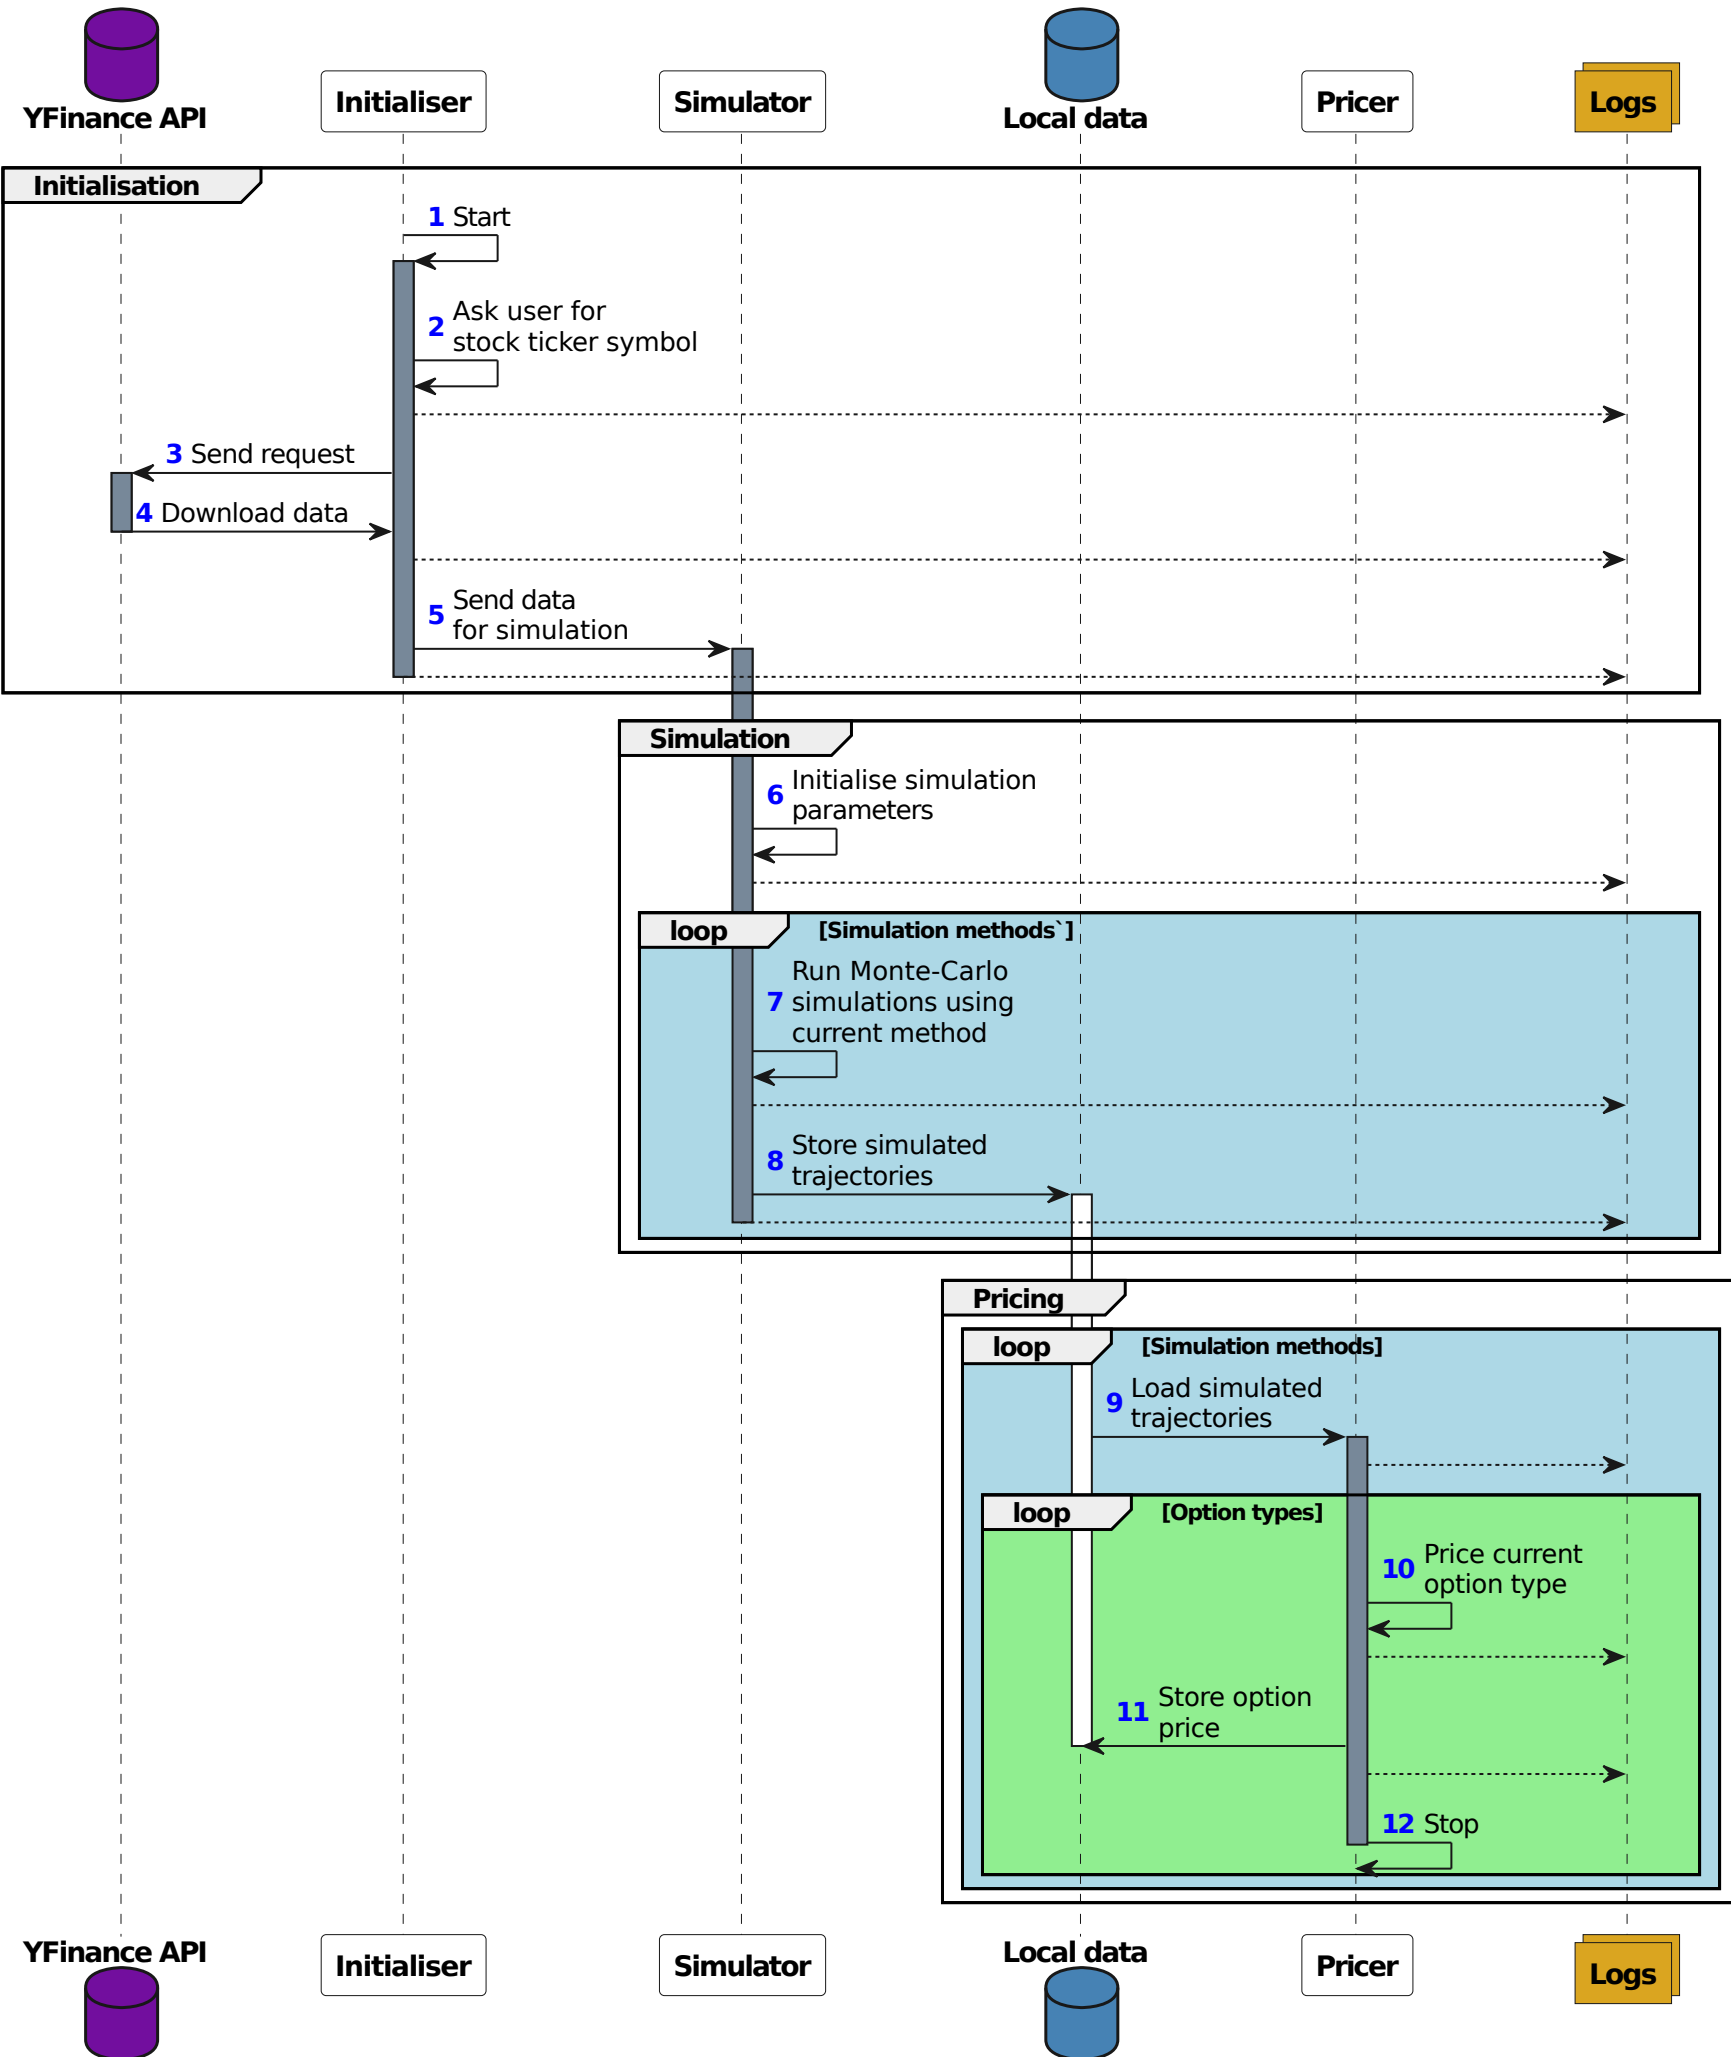 YFinance API
Initialiser
Simulator
Local data
Pricer
Logs
Initialisation
1 Start
2 Ask user for
stock ticker symbol
3 Send request
4 Download data
5 Send data
for simulation
Simulation
6 Initialise simulation
parameters
loop [Simulation methods`]
Run Monte-Carlo
7 simulations using
current method
8 Store simulated
trajectories
Pricing
loop [Simulation methods]
9 Load simulated
trajectories
loop [Option types]
10 Price current
option type
11 Store option
price
12 Stop
YFinance API
Initialiser
Simulator
Local data
Pricer
Logs